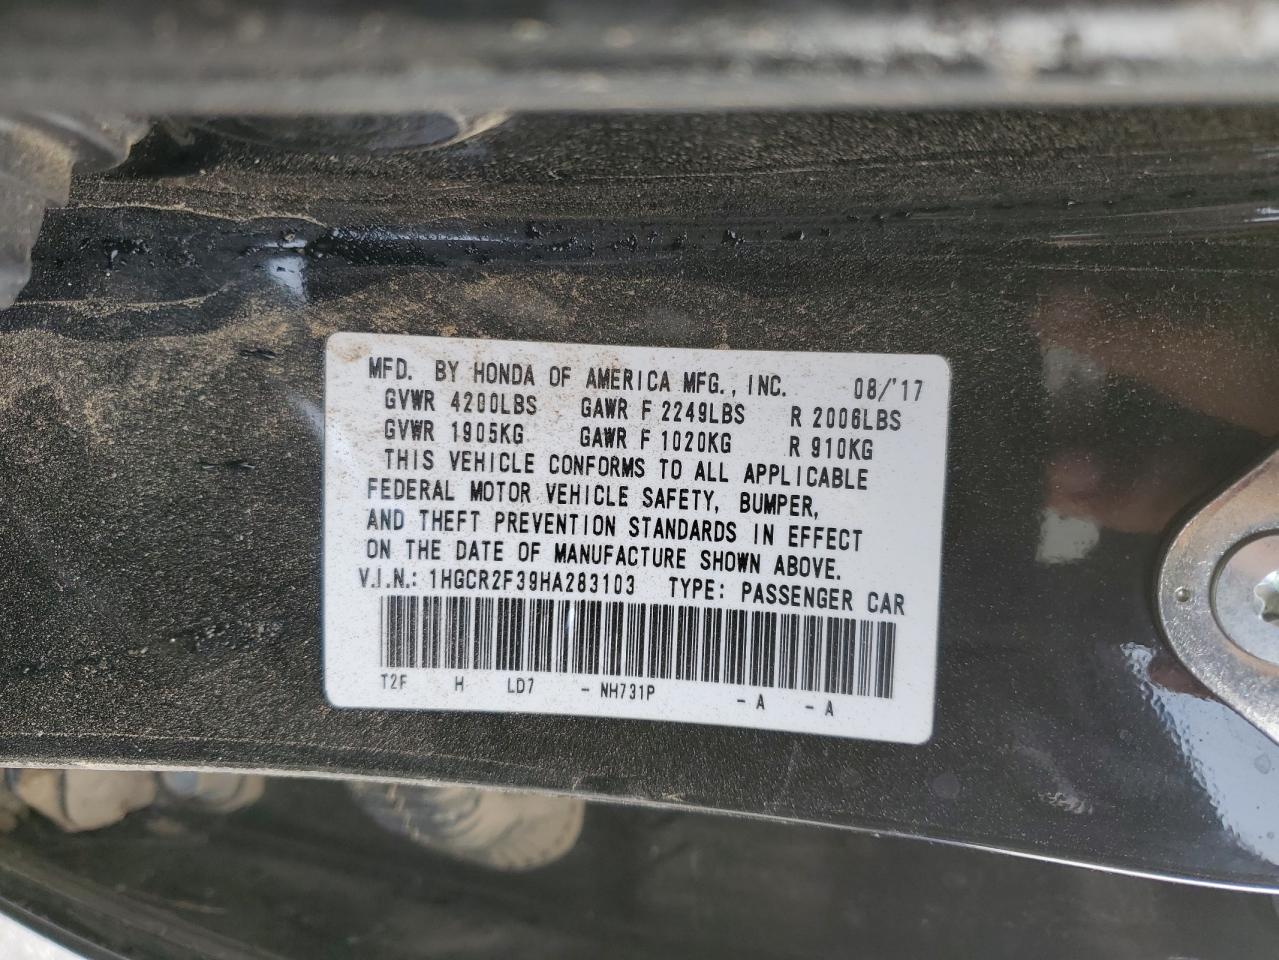 MFD. BY HONDA OF AMERICA MFG., INC. 08/'17
GVWR 4200LBS GAWR F 2249LBS R 2006LBS
GVWR 1905KG GAWR F 1020KG R 910KG
THIS VEHICLE CONFORMS TO ALL APPLICABLE
FEDERAL MOTOR VEHICLE SAFETY, BUMPER,
AND THEFT PREVENTION STANDARDS IN EFFECT
ON THE DATE OF MANUFACTURE SHOWN ABOVE.
V.I.N.: 1HGCR2F39HA283103 TYPE: PASSENGER CAR
T2F H LD7 - NH731P - A - A